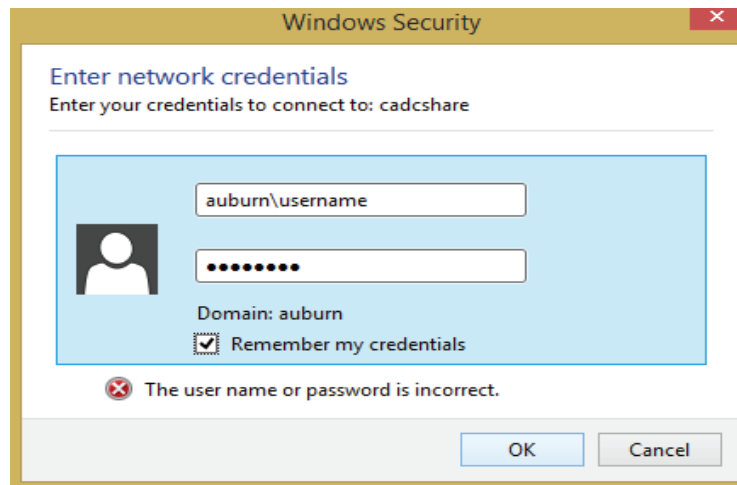 Windows Security
Enter network credentials
Enter your credentials to connect to: cadcshare
auburn\username
••••••••
Domain: auburn
Remember my credentials
The user name or password is incorrect.
OK
Cancel